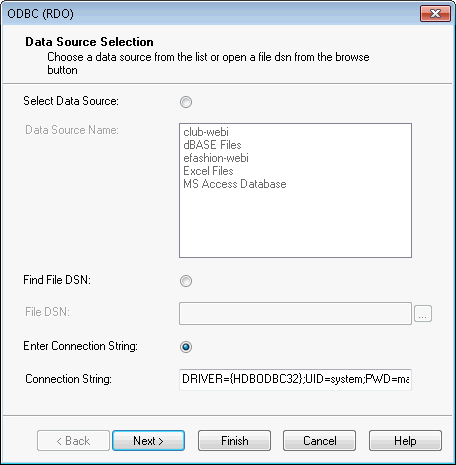 ODBC (RDO)
Data Source Selection
Choose a data source from the list or open a file dsn from the browse
button
Select Data Source:
Data Source Name:
club-webi
dBASE Files
efashion-webi
Excel Files
MS Access Database
Find File DSN:
File DSN:
...
Enter Connection String:
Connection String:
DRIVER={HDBODBC32};UID=system;PWD=ma
< Back
Next >
Finish
Cancel
Help